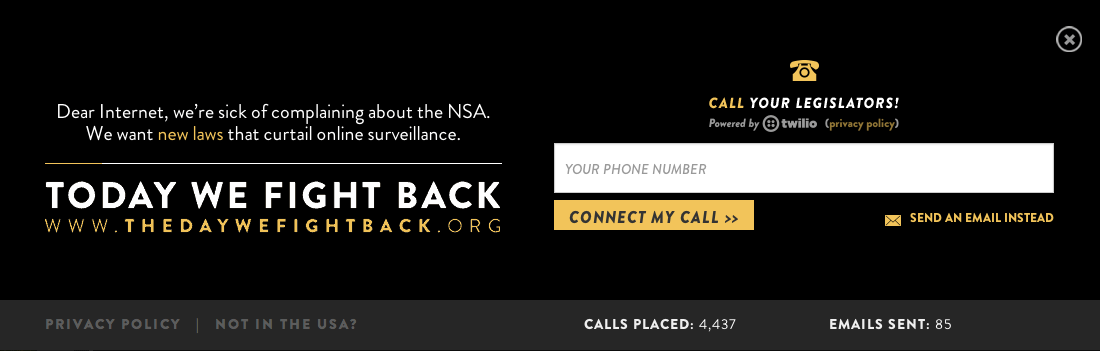 Dear Internet, we're sick of complaining about the NSA.
We want new laws that curtail online surveillance.
TODAY WE FIGHT BACK
WWW.THEDAYWEFIGHTBACK.ORG
CALL YOUR LEGISLATORS!
Powered by twilio (privacy policy)
YOUR PHONE NUMBER
CONNECT MY CALL >>
SEND AN EMAIL INSTEAD
PRIVACY POLICY | NOT IN THE USA?
CALLS PLACED: 4,437
EMAILS SENT: 85